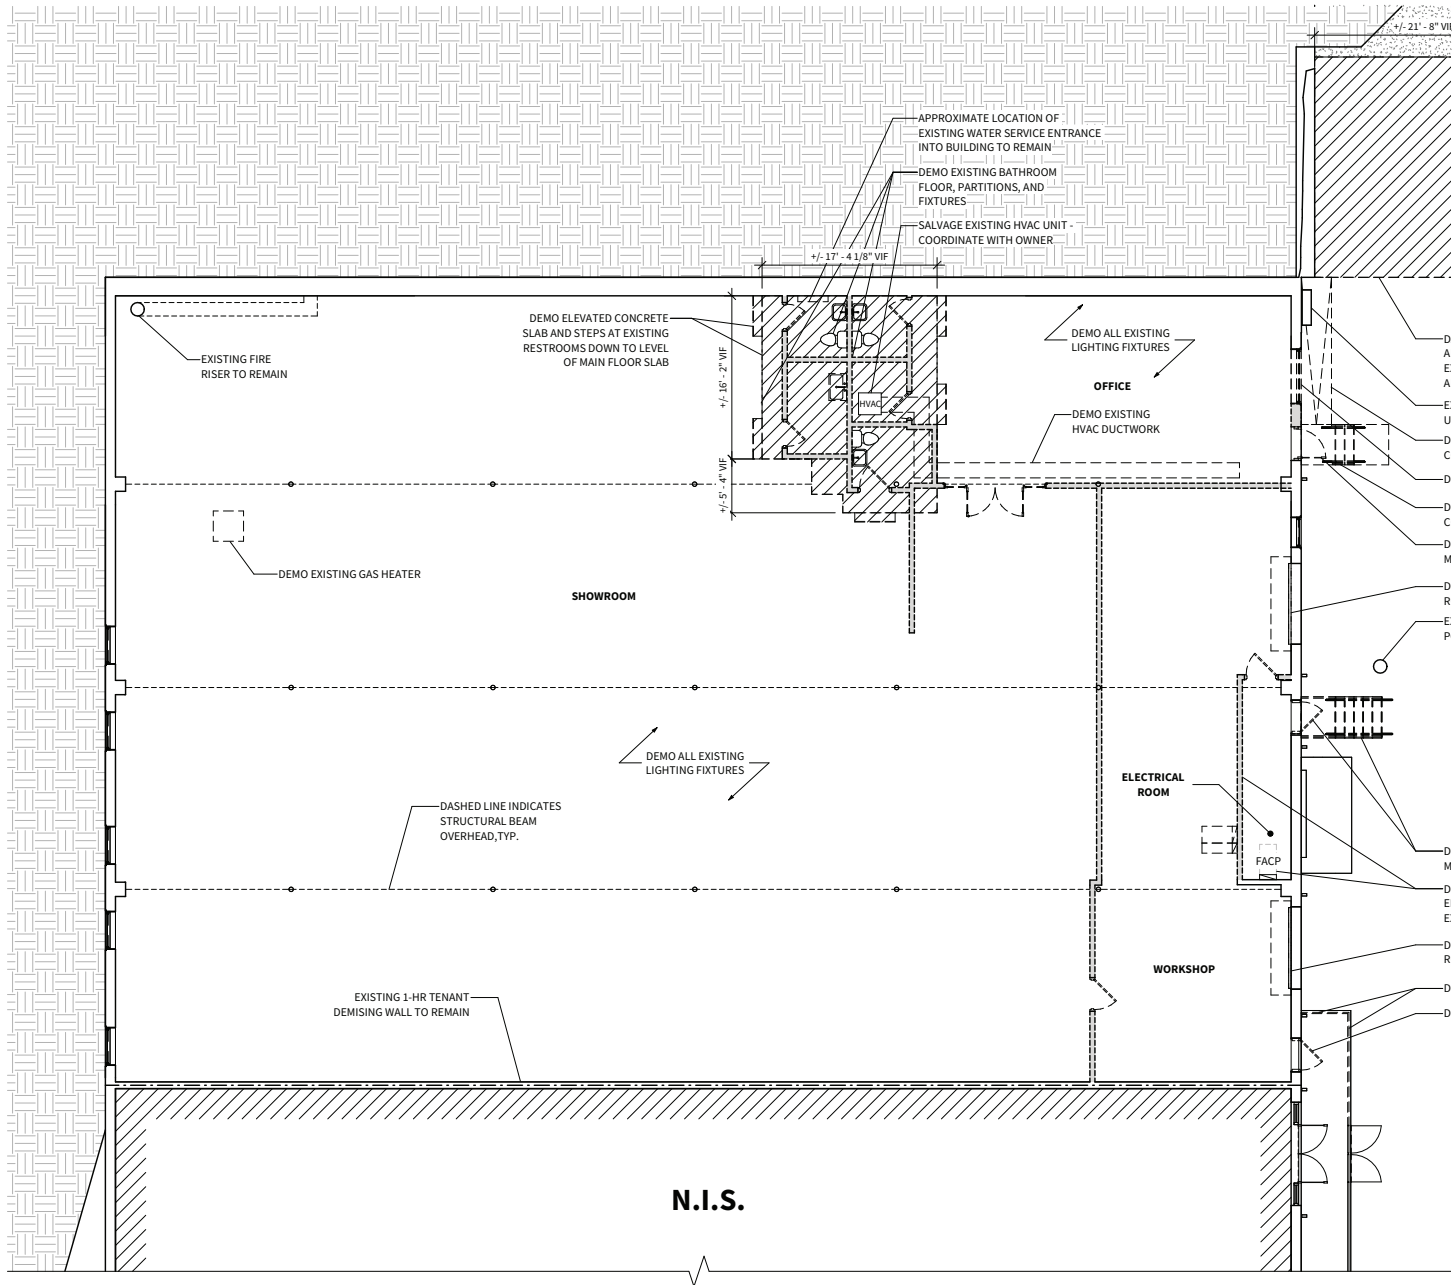 +/- 21' - 8" VIF
APPROXIMATE LOCATION OF
EXISTING WATER SERVICE ENTRANCE
INTO BUILDING TO REMAIN
DEMO EXISTING BATHROOM
FLOOR, PARTITIONS, AND
FIXTURES
SALVAGE EXISTING HVAC UNIT -
COORDINATE WITH OWNER
+/- 17' - 4 1/8" VIF
DEMO ELEVATED CONCRETE
SLAB AND STEPS AT EXISTING
RESTROOMS DOWN TO LEVEL
OF MAIN FLOOR SLAB
EXISTING FIRE
RISER TO REMAIN
+/- 16' - 2" VIF
HVAC
DEMO ALL EXISTING
LIGHTING FIXTURES
OFFICE
DEMO EXISTING
HVAC DUCTWORK
+/- 5' - 4" VIF
DEMO EXISTING GAS HEATER
SHOWROOM
DEMO ALL EXISTING
LIGHTING FIXTURES
DASHED LINE INDICATES
STRUCTURAL BEAM
OVERHEAD,TYP.
ELECTRICAL
ROOM
FACP
WORKSHOP
EXISTING 1-HR TENANT
DEMISING WALL TO REMAIN
N.I.S.